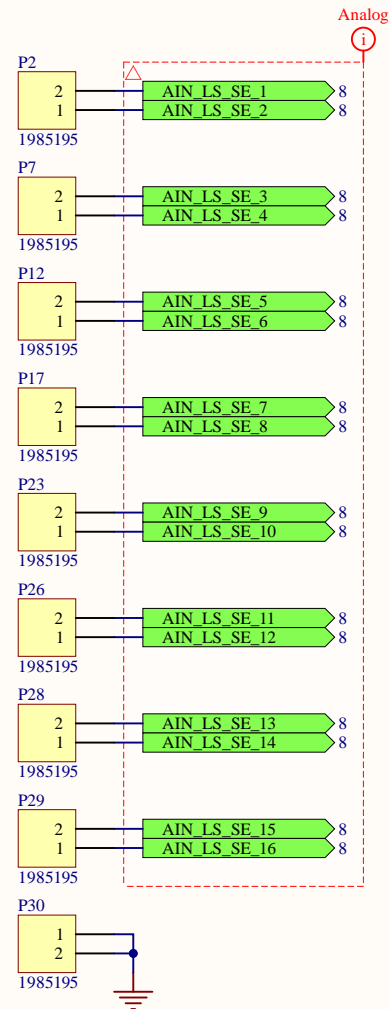 Analog
i
P2
2 AIN_LS_SE_1 8
1 AIN_LS_SE_2 8
1985195
P7
2 AIN_LS_SE_3 8
1 AIN_LS_SE_4 8
1985195
P12
2 AIN_LS_SE_5 8
1 AIN_LS_SE_6 8
1985195
P17
2 AIN_LS_SE_7 8
1 AIN_LS_SE_8 8
1985195
P23
2 AIN_LS_SE_9 8
1 AIN_LS_SE_10 8
1985195
P26
2 AIN_LS_SE_11 8
1 AIN_LS_SE_12 8
1985195
P28
2 AIN_LS_SE_13 8
1 AIN_LS_SE_14 8
1985195
P29
2 AIN_LS_SE_15 8
1 AIN_LS_SE_16 8
1985195
P30
1
2
1985195